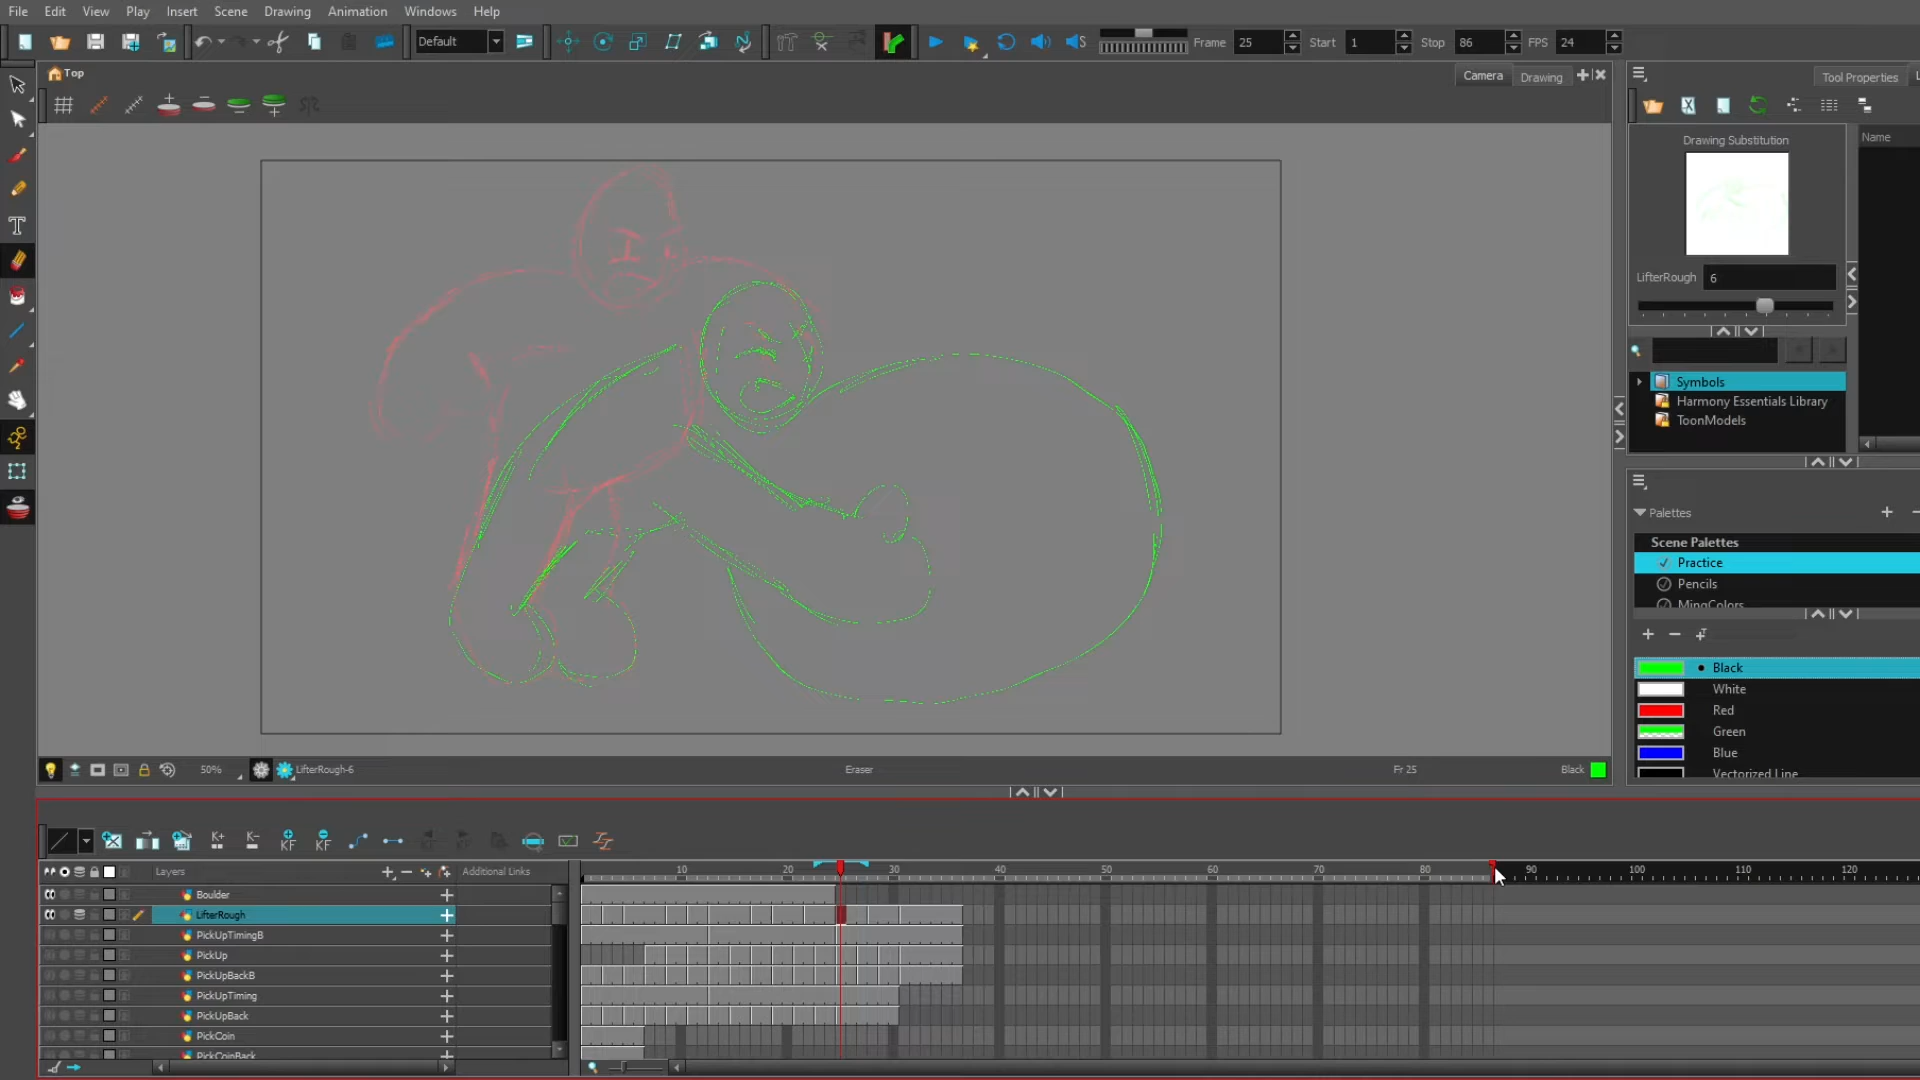 File Edit View Play Insert Scene Drawing Animation Windows Help
Default Frame 25 Start 1 Stop 86 FPS 24
Top Camera Drawing Tool Properties
Drawing Substitution Name
LifterRough 6
Symbols
Harmony Essentials Library
ToonModels
Palettes
Scene Palettes
Practice
Pencils
MingColors
Black
White
Red
Green
Blue
Vectorized Line
50% LifterRough-6 Eraser Fr 25 Black
K+ K- KF KF
Layers Additional Links 10 20 30 40 50 60 70 80 90 100 110 120
Boulder
LifterRough
PickUpTimingB
PickUp
PickUpBackB
PickUpTiming
PickUpBack
PickCoin
PickCoinBack